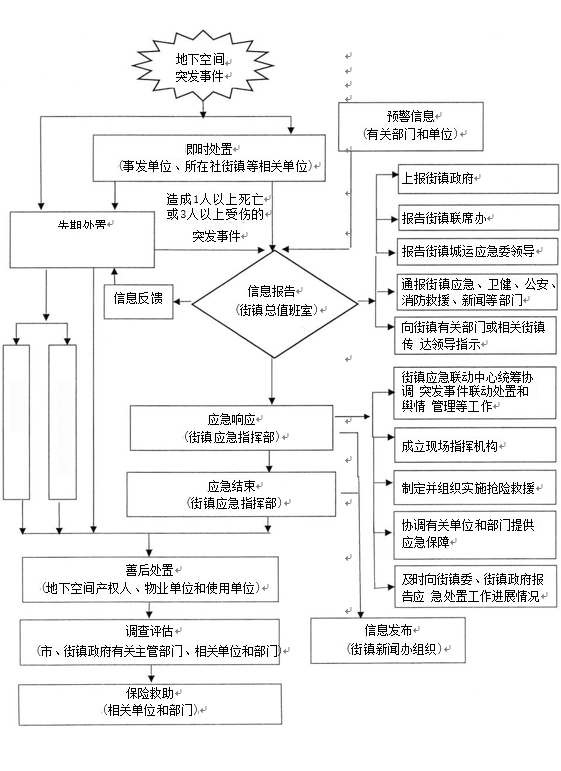 地下空间
突发事件
预警信息
(有关部门和单位)
即时处置
(事发单位、所在社街镇等相关单位)
造成1人以上死亡
或3人以上受伤的
突发事件
先期处置
信息反馈
信息报告
(街镇总值班室)
上报街镇政府
报告街镇联席办
报告街镇城运应急委领导
通报街镇应急、卫健、公安、
消防救援、新闻等部门
向街镇有关部门或相关街镇
传 达领导指示
应急响应
(街镇应急指挥部)
街镇应急联动中心统筹协
调 突发事件联动处置和
舆情 管理等工作
成立现场指挥机构
制定并组织实施抢险救援
协调有关单位和部门提供
应急保障
及时向街镇委、街镇政府报
告应 急处置工作进展情况
应急结束
(街镇应急指挥部)
善后处置
(地下空间产权人、物业单位和使用单位)
信息发布
(街镇新闻办组织)
调查评估
(市、街镇政府有关主管部门、相关单位和部门)
保险救助
(相关单位和部门)